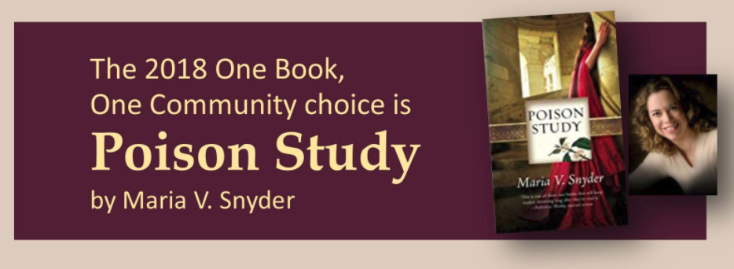 The 2018 One Book,
One Community choice is
Poison Study
by Maria V. Snyder
POISON
STUDY
Maria V. Snyder